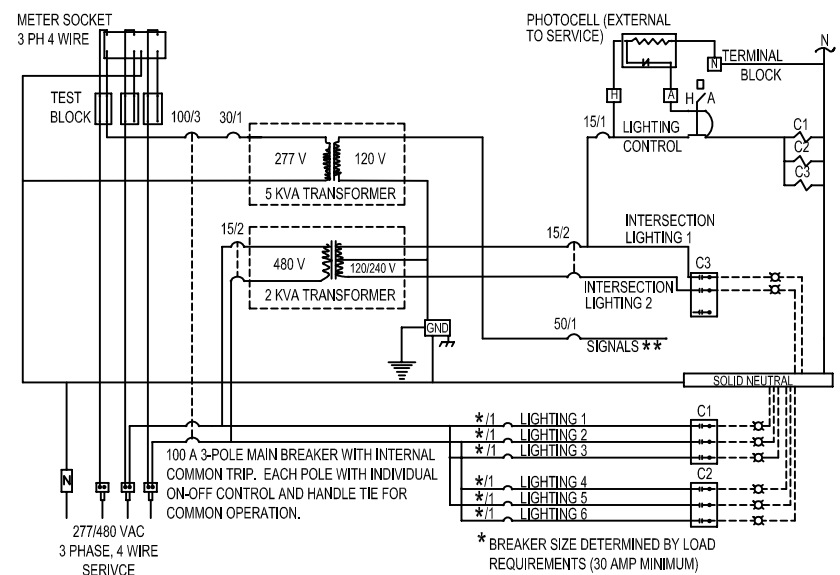 METER SOCKET
3 PH 4 WIRE
PHOTOCELL (EXTERNAL
TO SERVICE)
N
N
TERMINAL
BLOCK
TEST
BLOCK
100/3
30/1
H
A
H
A
15/1
LIGHTING
CONTROL
C1
C2
C3
277 V
120 V
5 KVA TRANSFORMER
15/2
480 V
120/240 V
2 KVA TRANSFORMER
15/2
INTERSECTION
LIGHTING 1
C3
INTERSECTION
LIGHTING 2
GND
50/1
SIGNALS **
SOLID NEUTRAL
*/1 LIGHTING 1
*/1 LIGHTING 2
*/1 LIGHTING 3
C1
*/1 LIGHTING 4
*/1 LIGHTING 5
*/1 LIGHTING 6
C2
100 A 3-POLE MAIN BREAKER WITH INTERNAL
COMMON TRIP. EACH POLE WITH INDIVIDUAL
ON-OFF CONTROL AND HANDLE TIE FOR
COMMON OPERATION.
N
277/480 VAC
3 PHASE, 4 WIRE
SERIVCE
* BREAKER SIZE DETERMINED BY LOAD
REQUIREMENTS (30 AMP MINIMUM)